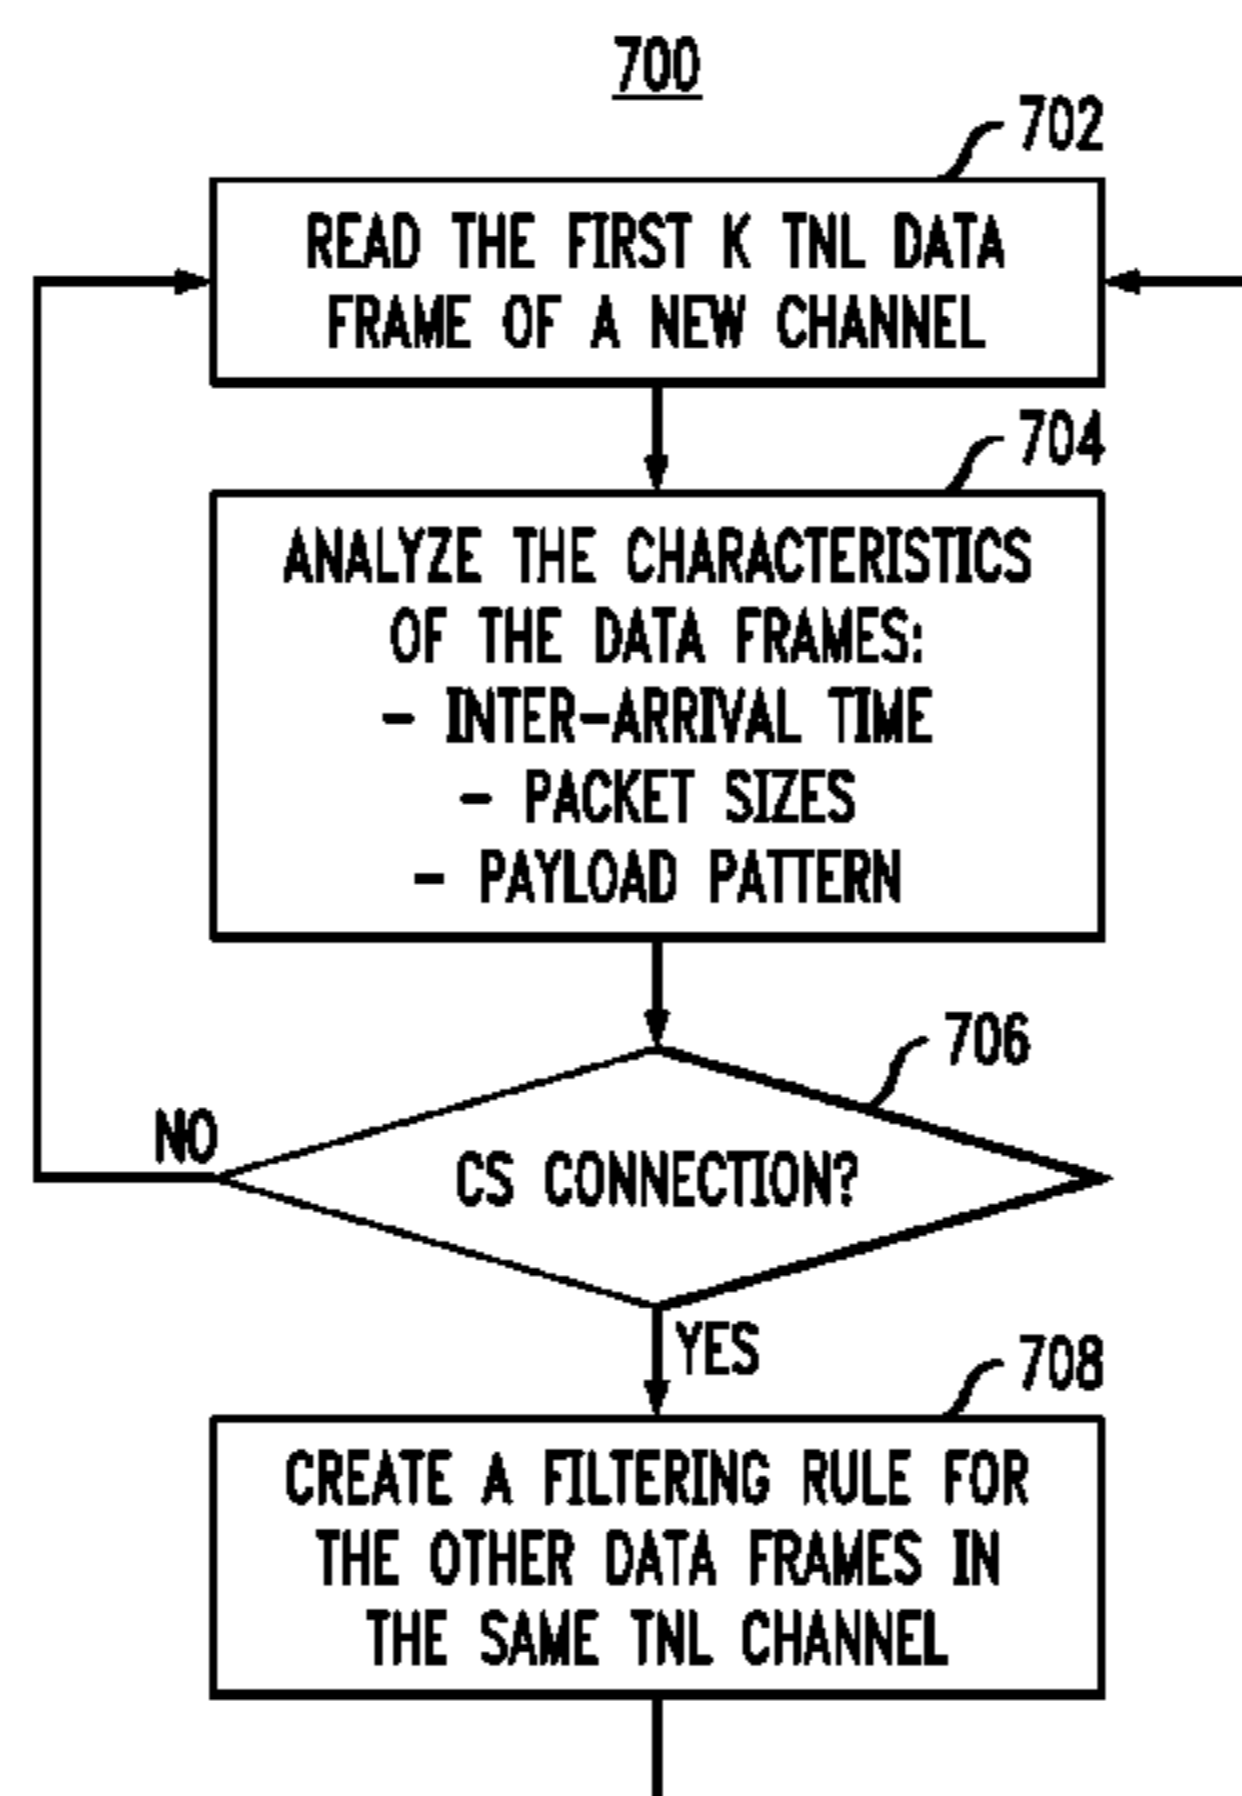 700
702
READ THE FIRST K TNL DATA
FRAME OF A NEW CHANNEL
704
ANALYZE THE CHARACTERISTICS
OF THE DATA FRAMES:
- INTER-ARRIVAL TIME
- PACKET SIZES
- PAYLOAD PATTERN
706
NO
CS CONNECTION?
YES
708
CREATE A FILTERING RULE FOR
THE OTHER DATA FRAMES IN
THE SAME TNL CHANNEL